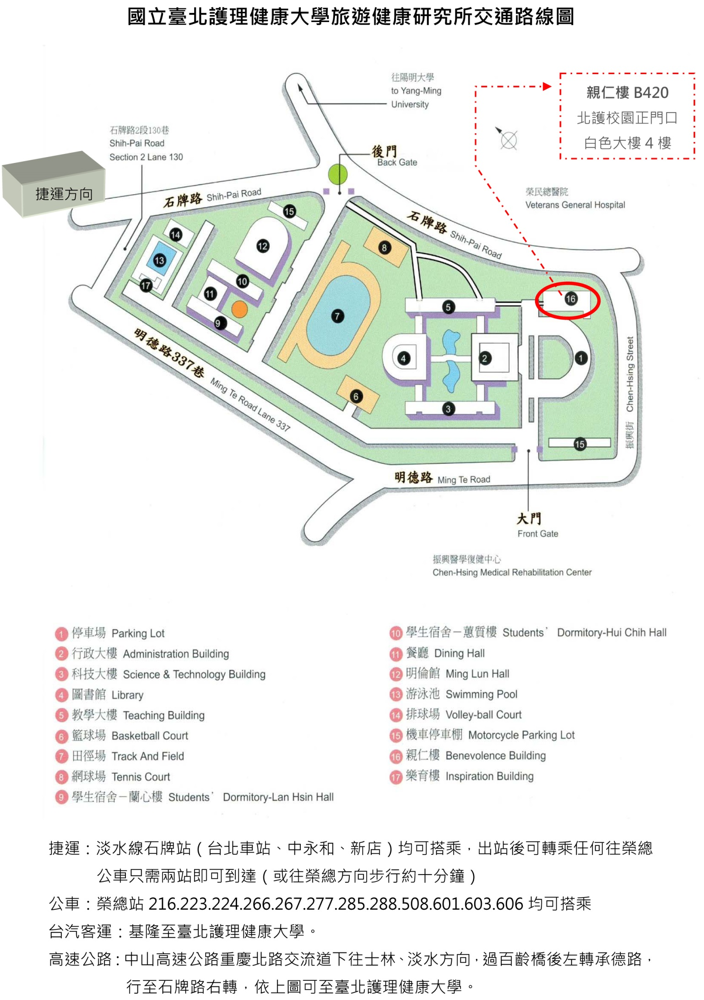 國立臺北護理健康大學旅遊健康研究所交通路線圖
往陽明大學
to Yang-Ming
University
親仁樓 B420
北護校園正門口
白色大樓 4 樓
石牌路2段130巷
Shih-Pai Road
Section 2 Lane 130
後門
Back Gate
捷運方向
榮民總醫院
Veterans General Hospital
石牌路 Shih-Pai Road
石牌路 Shih-Pai Road
15
14
12
8
13
10
17
11
16
5
7
9
4
2
1
6
3
15
明德路337巷 Ming Te Road Lane 337
振興街 Chen-Hsing Street
明德路 Ming Te Road
大門
Front Gate
振興醫學復健中心
Chen-Hsing Medical Rehabilitation Center
1 停車場 Parking Lot
2 行政大樓 Administration Building
3 科技大樓 Science & Technology Building
4 圖書館 Library
5 教學大樓 Teaching Building
6 籃球場 Basketball Court
7 田徑場 Track And Field
8 網球場 Tennis Court
9 學生宿舍－蘭心樓 Students’ Dormitory-Lan Hsin Hall
10 學生宿舍－蕙質樓 Students’ Dormitory-Hui Chih Hall
11 餐廳 Dining Hall
12 明倫館 Ming Lun Hall
13 游泳池 Swimming Pool
14 排球場 Volley-ball Court
15 機車停車棚 Motorcycle Parking Lot
16 親仁樓 Benevolence Building
17 樂育樓 Inspiration Building
捷運：淡水線石牌站（台北車站、中永和、新店）均可搭乘，出站後可轉乘任何往榮總
公車只需兩站即可到達（或往榮總方向步行約十分鐘）
公車：榮總站 216.223.224.266.267.277.285.288.508.601.603.606 均可搭乘
台汽客運：基隆至臺北護理健康大學。
高速公路：中山高速公路重慶北路交流道下往士林、淡水方向，過百齡橋後左轉承德路，
行至石牌路右轉，依上圖可至臺北護理健康大學。